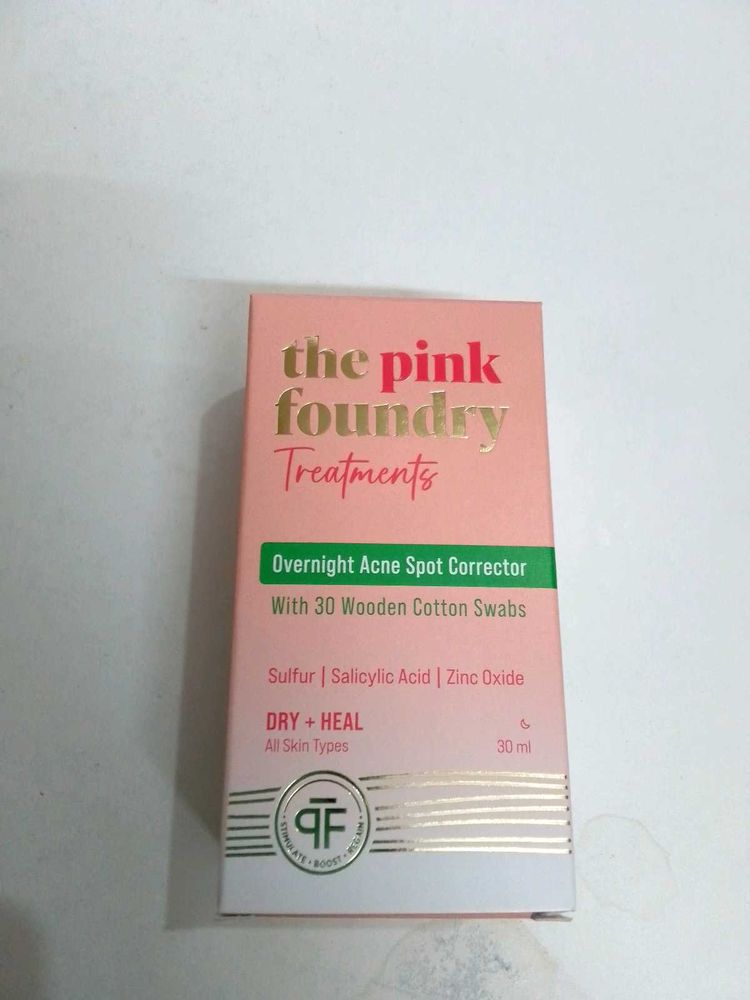 the pink
foundry
Treatments
Overnight Acne Spot Corrector
With 30 Wooden Cotton Swabs
Sulfur | Salicylic Acid | Zinc Oxide
DRY + HEAL
All Skin Types
30 ml
PF
STIMULATE • BOOST • REGAIN